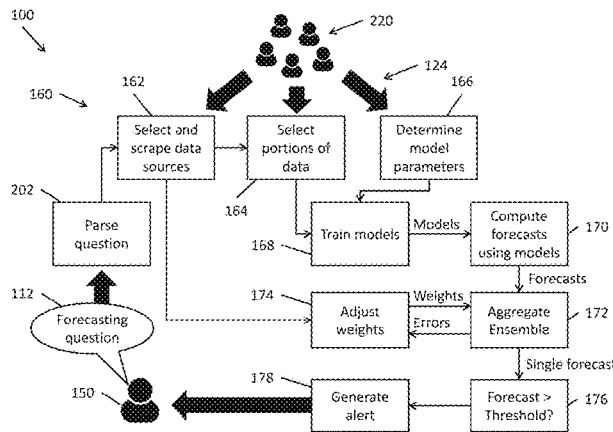 100
220
124
162
166
160
Select and
scrape data
sources
Select
portions of
data
Determine
model
parameters
202
164
Parse
question
168
Train models
Models
Compute
forecasts
using models
170
Forecasts
112
Forecasting
question
174
Adjust
weights
Weights
Errors
Aggregate
Ensemble
172
Single forecast
178
150
Generate
alert
Forecast >
Threshold?
176